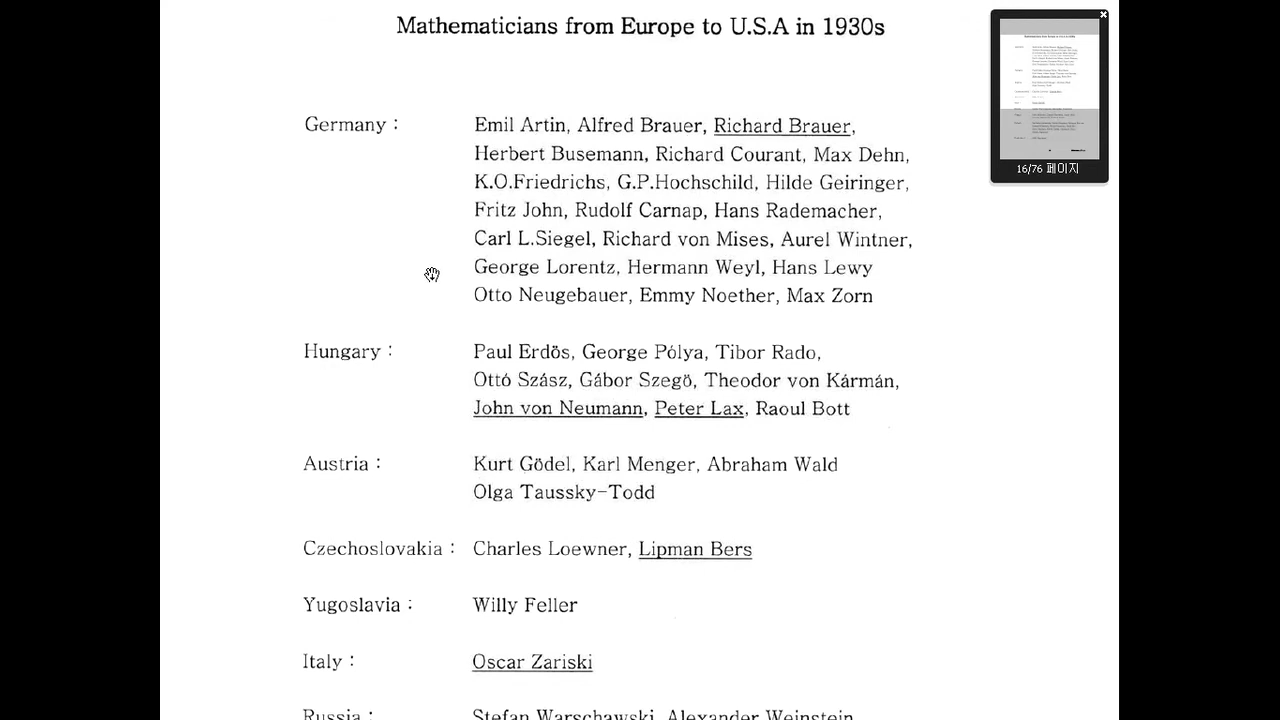 Mathematicians from Europe to U.S.A in 1930s
16/76 페이지
Germany : Emil Artin, Alfred Brauer, Richard Brauer,
Herbert Busemann, Richard Courant, Max Dehn,
K.O.Friedrichs, G.P.Hochschild, Hilde Geiringer,
Fritz John, Rudolf Carnap, Hans Rademacher,
Carl L.Siegel, Richard von Mises, Aurel Wintner,
George Lorentz, Hermann Weyl, Hans Lewy
Otto Neugebauer, Emmy Noether, Max Zorn
Hungary : Paul Erdös, George Pólya, Tibor Rado,
Ottó Szász, Gábor Szegö, Theodor von Kármán,
John von Neumann, Peter Lax, Raoul Bott
Austria : Kurt Gödel, Karl Menger, Abraham Wald
Olga Taussky-Todd
Czechoslovakia : Charles Loewner, Lipman Bers
Yugoslavia : Willy Feller
Italy : Oscar Zariski
Russia : Stefan Warschawski, Alexander Weinstein